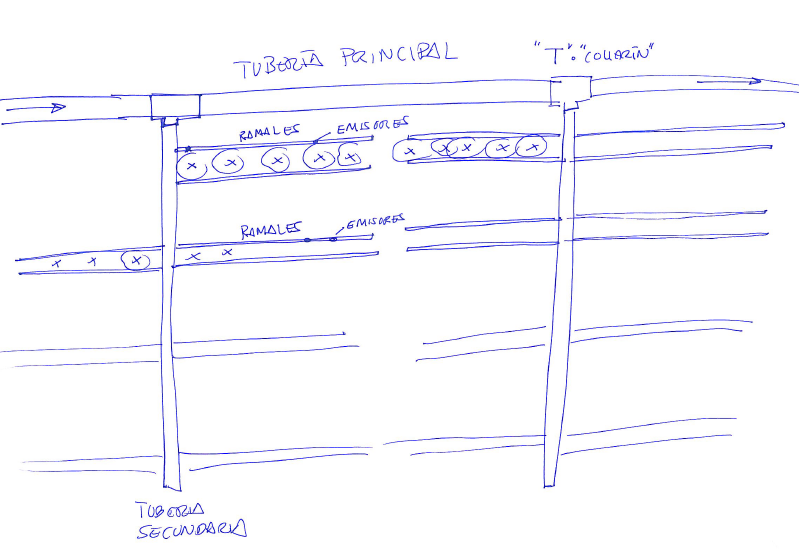 TUBERÍA PRINCIPAL
"T" o "COLLARÍN"
RAMALES EMISORES
RAMALES EMISORES
TUBERÍA
SECUNDARIA